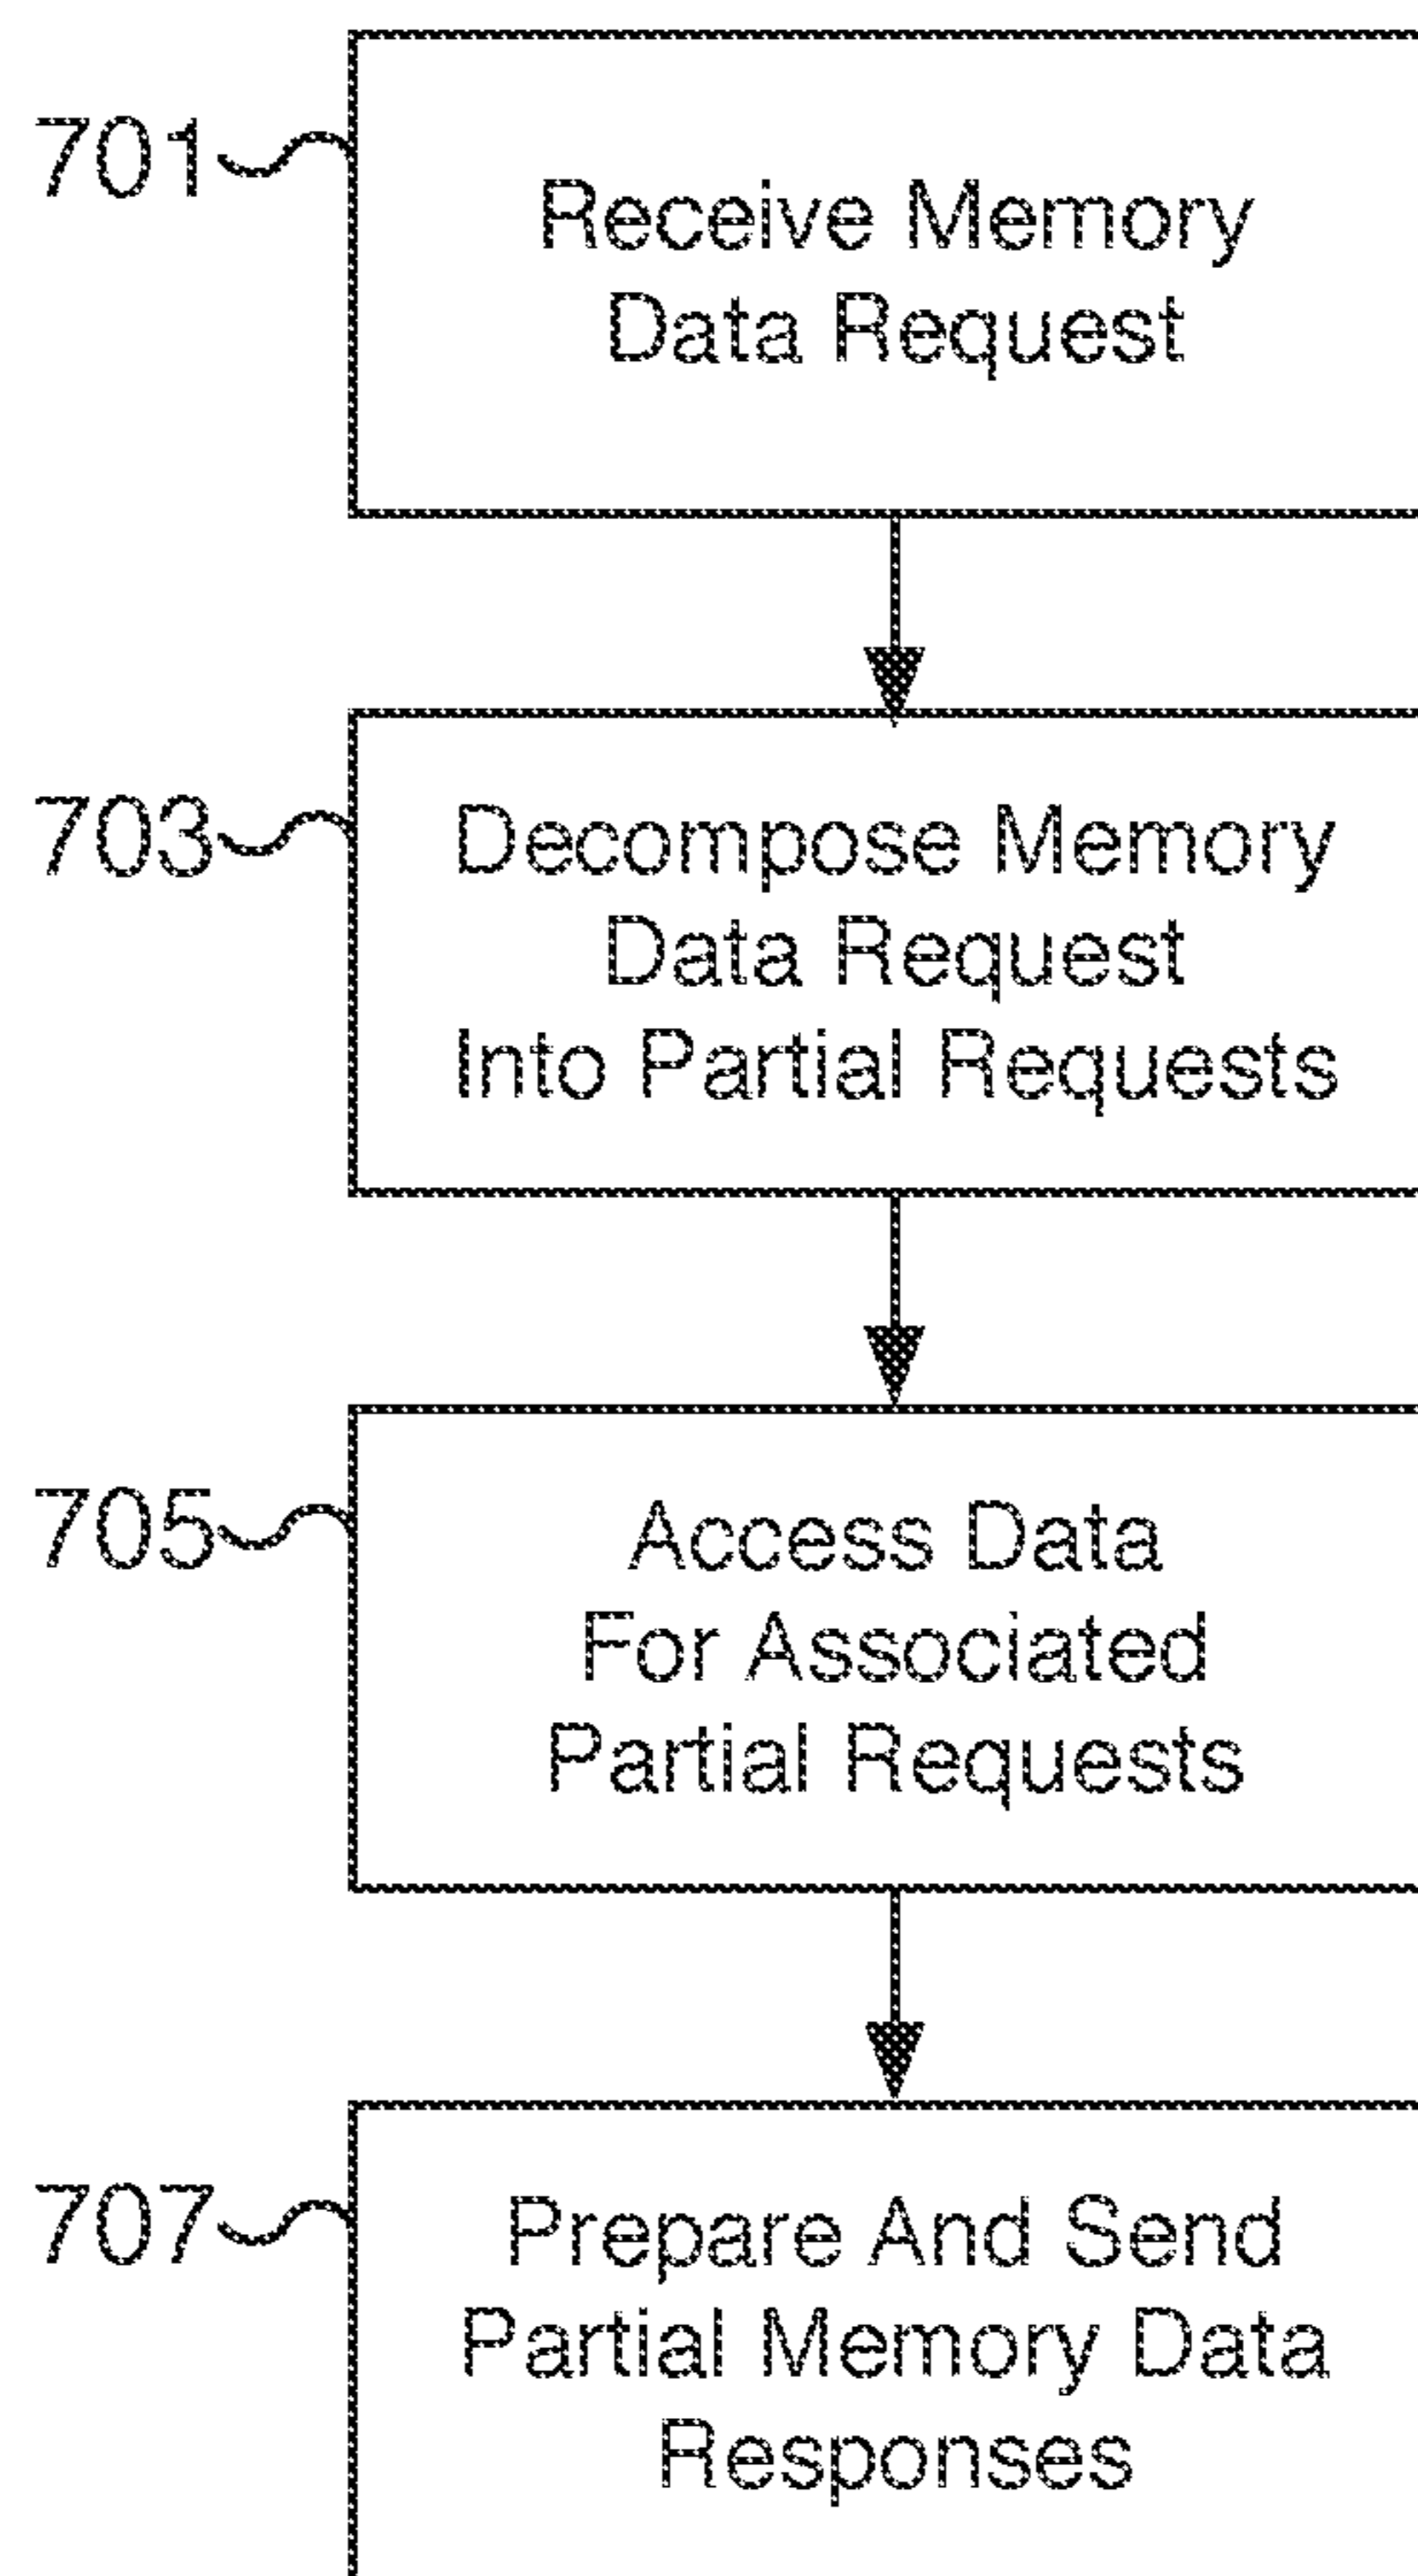 701
Receive Memory
Data Request
703
Decompose Memory
Data Request
Into Partial Requests
705
Access Data
For Associated
Partial Requests
707
Prepare And Send
Partial Memory Data
Responses